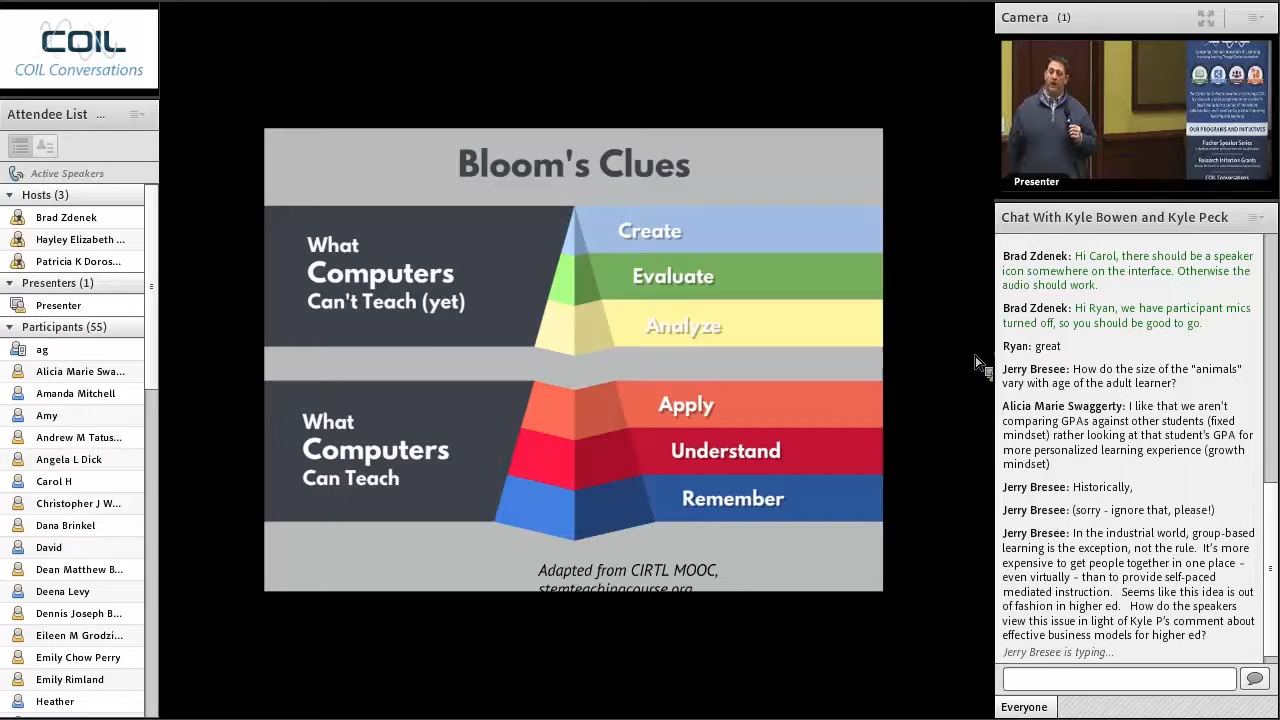 COIL
COIL Conversations
Attendee List ...
Active Speakers
Hosts (3)
Brad Zdenek
Hayley Elizabeth ...
Patricia K Doros...
Presenters (1)
Presenter
Participants (55)
ag
Alicia Marie Swa...
Amanda Mitchell
Amy
Andrew M Tatus...
Angela L Dick
Carol H
Christopher J W...
Dana Brinkel
David
Dean Matthew B...
Deena Levy
Dennis Joseph B...
Eileen M Grodzi...
Emily Chow Perry
Emily Rimland
Heather
Bloom's Clues
What
Computers
Can't Teach (yet)
Create
Evaluate
Analyze
What
Computers
Can Teach
Apply
Understand
Remember
Adapted from CIRTL MOOC,
stemteachingcourse.org
Camera (1)
OUR PROGRAMS AND INITIATIVES
Fischer Speaker Series
Research Initiation Grants
COIL Conversations
Presenter
Chat With Kyle Bowen and Kyle Peck
Brad Zdenek: Hi Carol, there should be a speaker
icon somewhere on the interface. Otherwise the
audio should work.
Brad Zdenek: Hi Ryan, we have participant mics
turned off, so you should be good to go.
Ryan: great
Jerry Bresee: How do the size of the "animals"
vary with age of the adult learner?
Alicia Marie Swaggerty: I like that we aren't
comparing GPAs against other students (fixed
mindset) rather looking at that student's GPA for
more personalized learning experience (growth
mindset)
Jerry Bresee: Historically,
Jerry Bresee: (sorry - ignore that, please!)
Jerry Bresee: In the industrial world, group-based
learning is the exception, not the rule. It's more
expensive to get people together in one place -
even virtually - than to provide self-paced
mediated instruction. Seems like this idea is out
of fashion in higher ed. How do the speakers
view this issue in light of Kyle P's comment about
effective business models for higher ed?
Jerry Bresee is typing...
Everyone